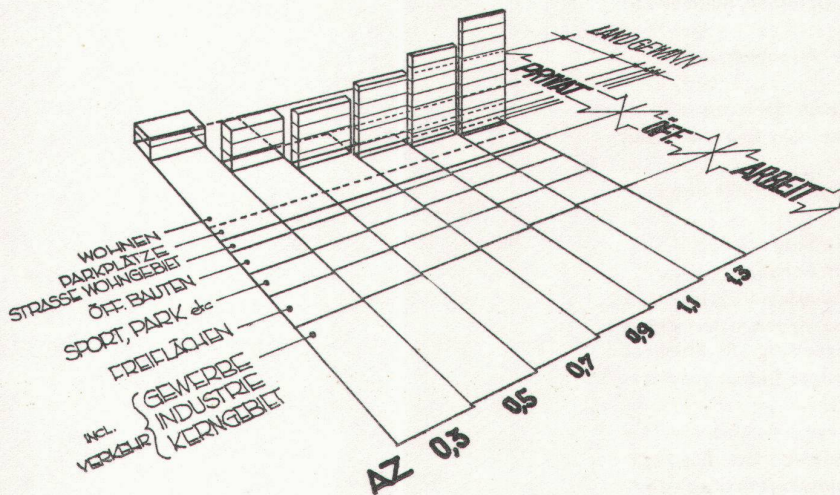 LANDGEWINN
PRIVAT
ÖFF.
ARBEIT
WOHNEN
PARKPLÄTZE
STRASSE WOHNGEBIET
ÖFF. BAUTEN
SPORT, PARK etc
FREIFLÄCHEN
INCL. VERKEHR { GEWERBE
INDUSTRIE
KERNGEBIET
AZ 0,3 0,5 0,7 0,9 1,1 1,3